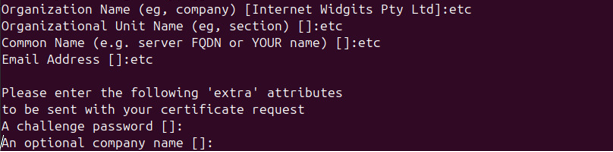 Organization Name (eg, company) [Internet Widgits Pty Ltd]:etc
Organizational Unit Name (eg, section) []:etc
Common Name (e.g. server FQDN or YOUR name) []:etc
Email Address []:etc
Please enter the following 'extra' attributes
to be sent with your certificate request
A challenge password []:
An optional company name []: